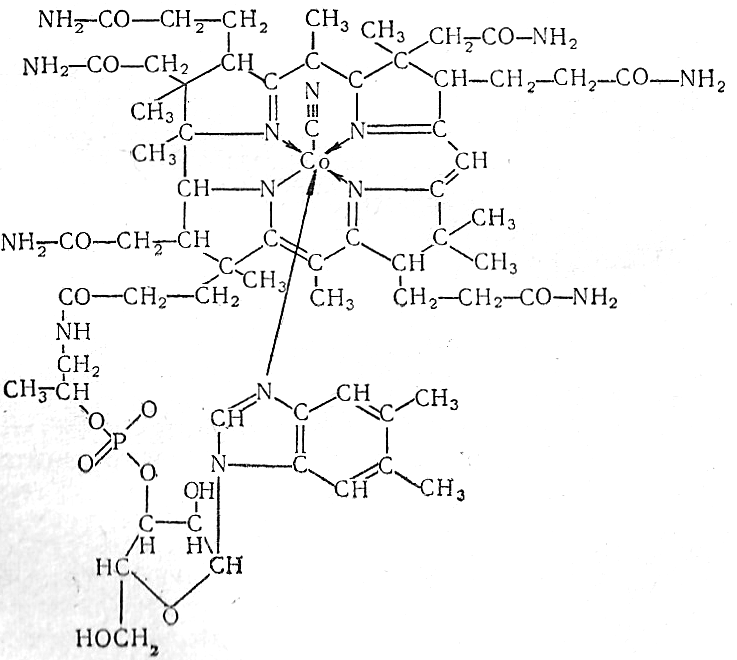 NH₂—CO—CH₂—CH₂ CH₃ CH₃ CH₂—CO—NH₂
NH₂—CO—CH₂ CH C C C CH—CH₂—CH₂—CO—NH₂
CH₃ N
C
CH₃ C N N C
Co CH
CH N N C
CH₃
NH₂—CO—CH₂—CH C C C C CH₃
CH₃ C CH
CO—CH₂—CH₂ CH₃ CH₂—CH₂—CO—NH₂
NH
CH₂
CH₃—CH N CH CH₃
O O CH C C
P
O N C C
O CH CH₃
OH
C C
H H
HC CH
O
HOCH₂